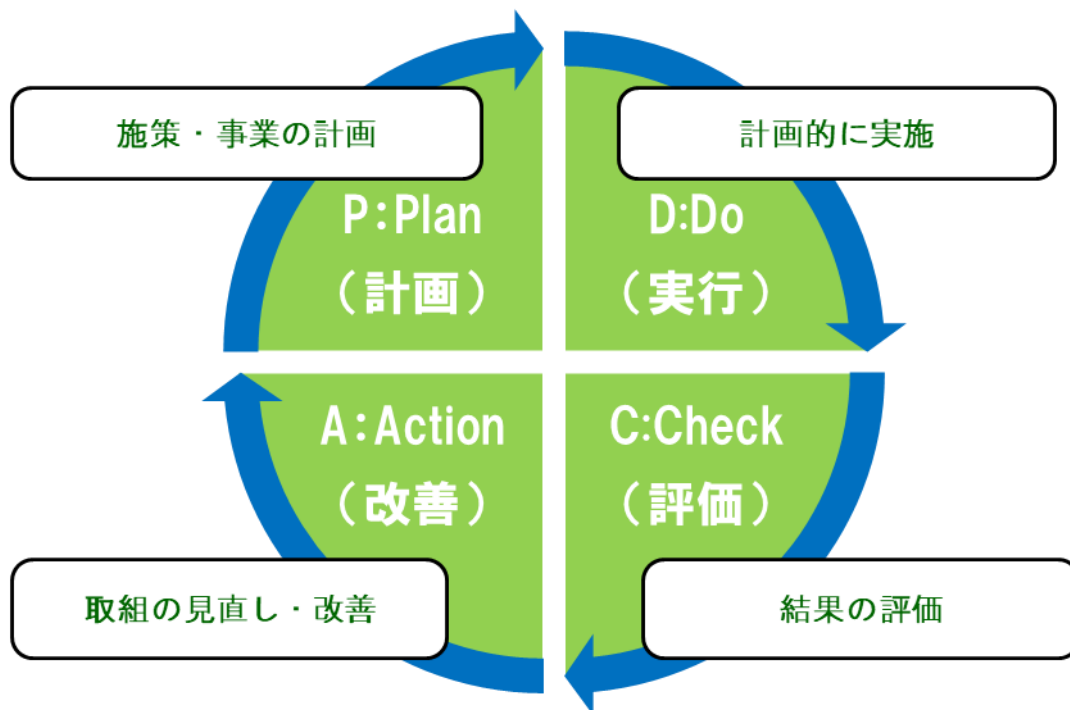 施策・事業の計画
計画的に実施
P:Plan
（計画）
D:Do
（実行）
A:Action
（改善）
C:Check
（評価）
取組の見直し・改善
結果の評価